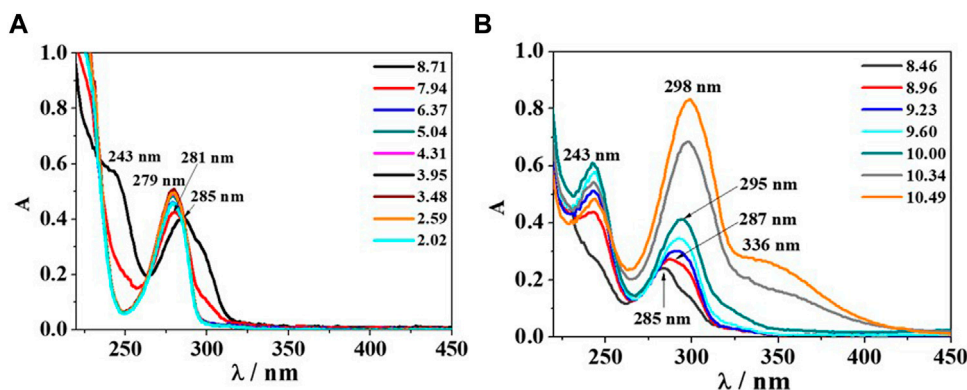 A
1.0
0.8
0.6
0.4
0.2
0.0
A
250
300
350
400
450
λ / nm
243 nm
279 nm
281 nm
285 nm
8.71
7.94
6.37
5.04
4.31
3.95
3.48
2.59
2.02
B
1.0
0.8
0.6
0.4
0.2
0.0
A
250
300
350
400
450
λ / nm
243 nm
298 nm
295 nm
287 nm
336 nm
285 nm
8.46
8.96
9.23
9.60
10.00
10.34
10.49